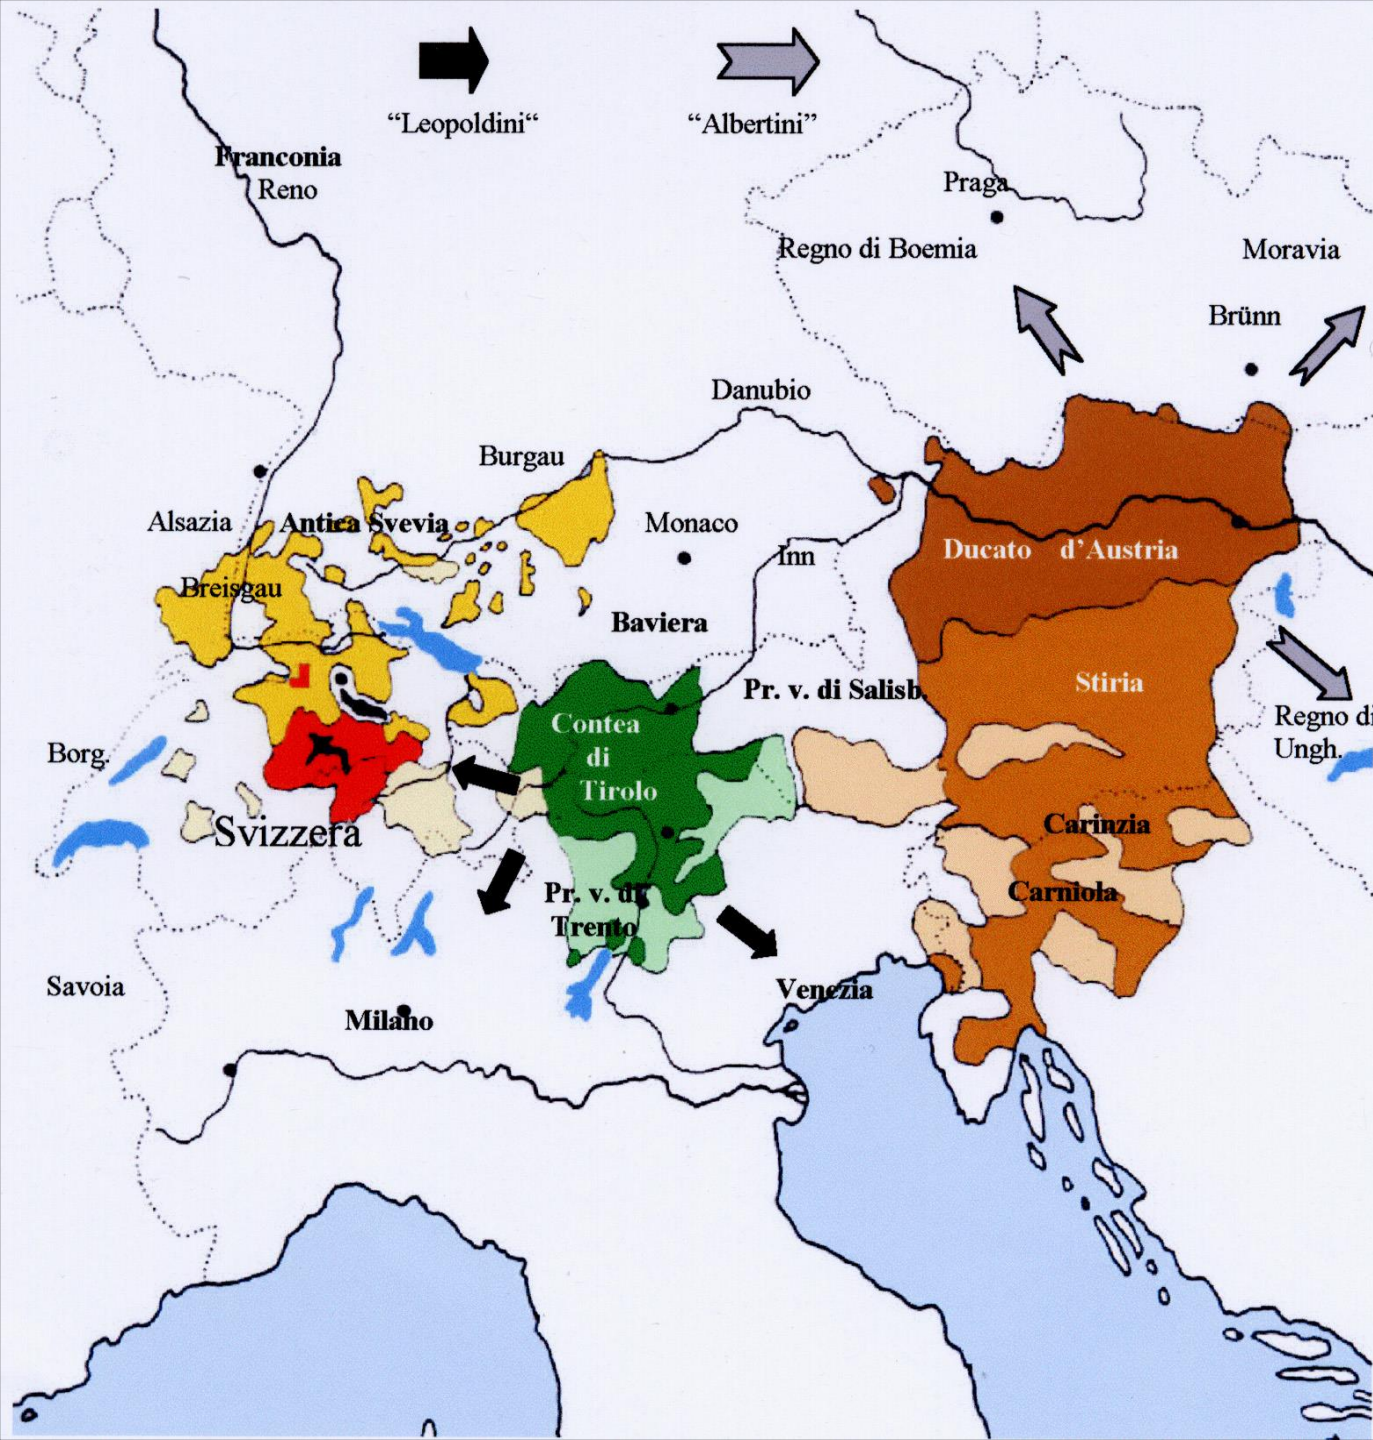 “Leopoldini“
“Albertini”
Franconia
Reno
Praga
Regno di Boemia
Moravia
Brünn
Danubio
Burgau
Alsazia
Antica Svevia
Monaco
Inn
Ducato d’Austria
Breisgau
Baviera
Stiria
Pr. v. di Salisb.
Contea
di
Tirolo
Regno di
Ungh.
Borg.
Svizzera
Carinzia
Carniola
Pr. v. di
Trento
Savoia
Venezia
Milano